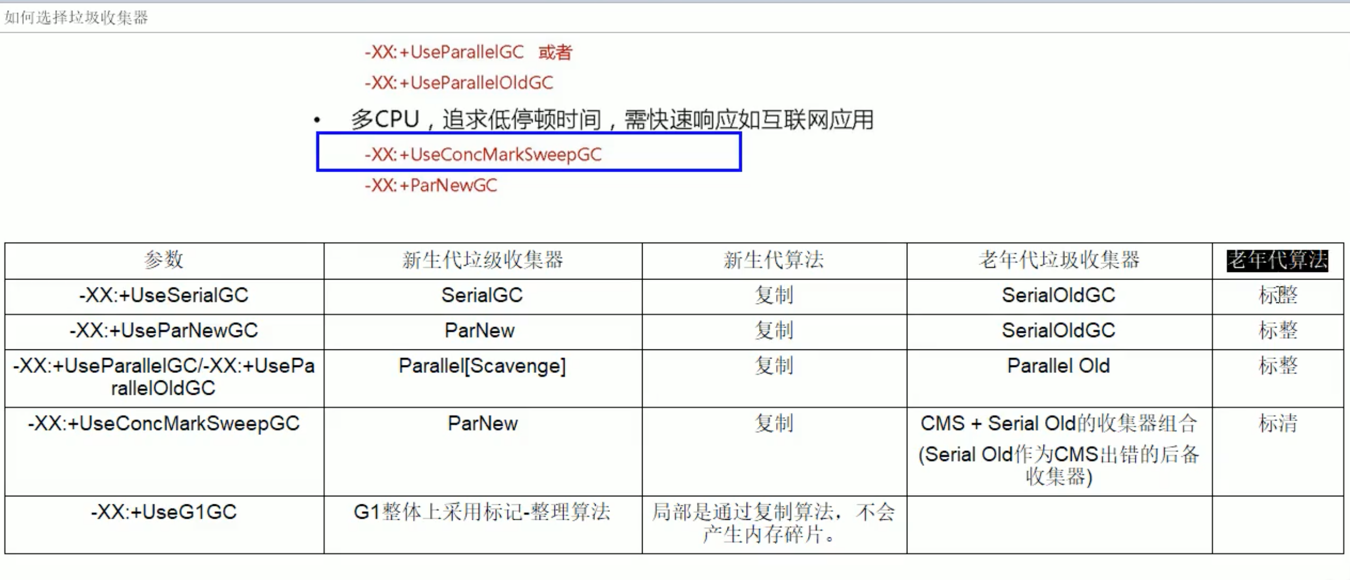 如何选择垃圾收集器
-XX:+UseParallelGC 或者
-XX:+UseParallelOldGC
• 多CPU，追求低停顿时间，需快速响应如互联网应用
-XX:+UseConcMarkSweepGC
-XX:+ParNewGC
参数 新生代垃级收集器 新生代算法 老年代垃圾收集器 老年代算法
-XX:+UseSerialGC SerialGC 复制 SerialOldGC 标整
-XX:+UseParNewGC ParNew 复制 SerialOldGC 标整
-XX:+UseParallelGC/-XX:+UsePa
rallelOldGC
Parallel[Scavenge] 复制 Parallel Old 标整
-XX:+UseConcMarkSweepGC ParNew 复制
CMS + Serial Old的收集器组合
(Serial Old作为CMS出错的后备
收集器)
标清
-XX:+UseG1GC G1整体上采用标记-整理算法
局部是通过复制算法，不会
产生内存碎片。